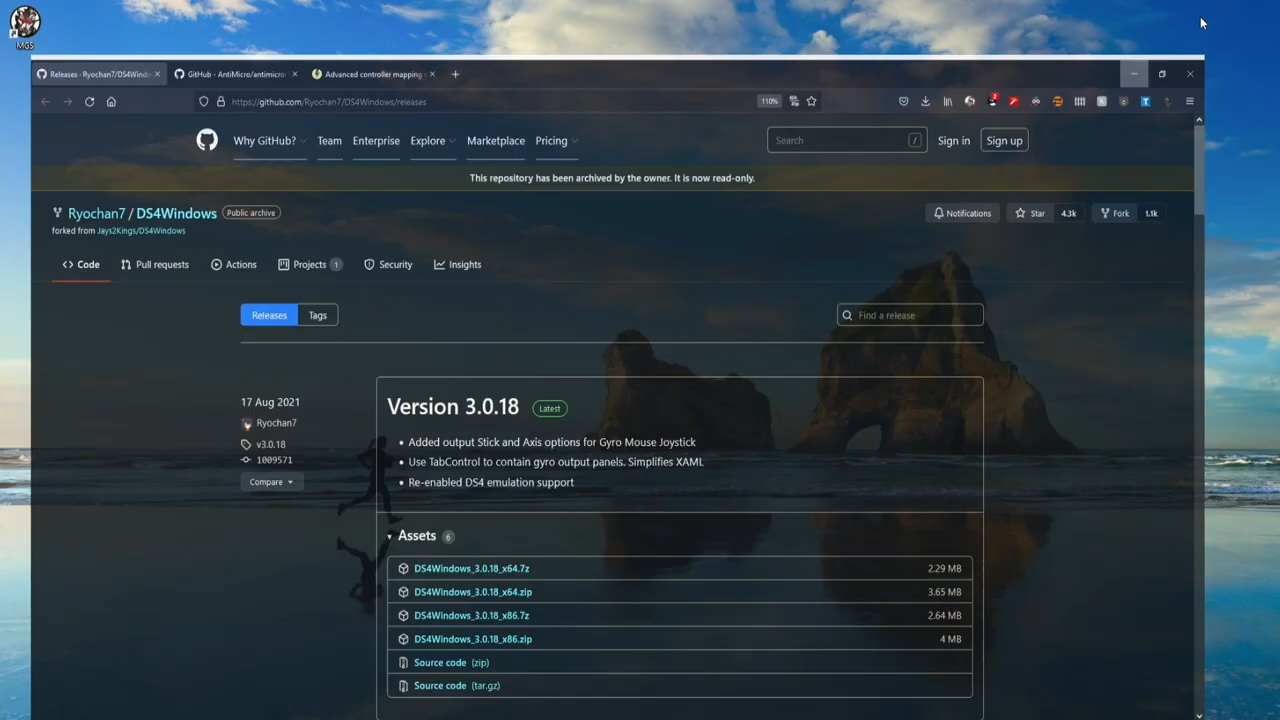 MGS
Releases · Ryochan7/DS4Windo
GitHub - AntiMicro/antimicro:
Advanced controller mapping
https://github.com/Ryochan7/DS4Windows/releases
110%
2
Why GitHub?
Team
Enterprise
Explore
Marketplace
Pricing
Search
/
Sign in
Sign up
This repository has been archived by the owner. It is now read-only.
Ryochan7 / DS4Windows
Public archive
forked from Jays2Kings/DS4Windows
Notifications
Star
4.3k
Fork
1.1k
Code
Pull requests
Actions
Projects
1
Security
Insights
Releases
Tags
Find a release
17 Aug 2021
Ryochan7
v3.0.18
1009571
Compare
Version 3.0.18
Latest
• Added output Stick and Axis options for Gyro Mouse Joystick
• Use TabControl to contain gyro output panels. Simplifies XAML
• Re-enabled DS4 emulation support
Assets 6
DS4Windows_3.0.18_x64.7z 2.29 MB
DS4Windows_3.0.18_x64.zip 3.65 MB
DS4Windows_3.0.18_x86.7z 2.64 MB
DS4Windows_3.0.18_x86.zip 4 MB
Source code (zip)
Source code (tar.gz)